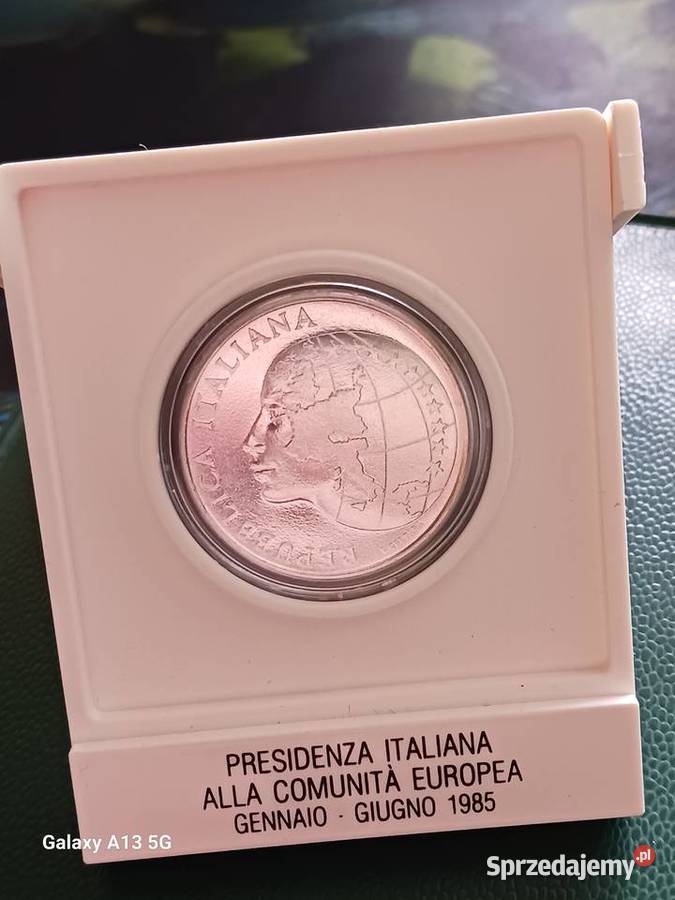 REPUBBLICA ITALIANA
PRESIDENZA ITALIANA
ALLA COMUNITÀ EUROPEA
GENNAIO - GIUGNO 1985
Galaxy A13 5G
Sprzedajemy.pl